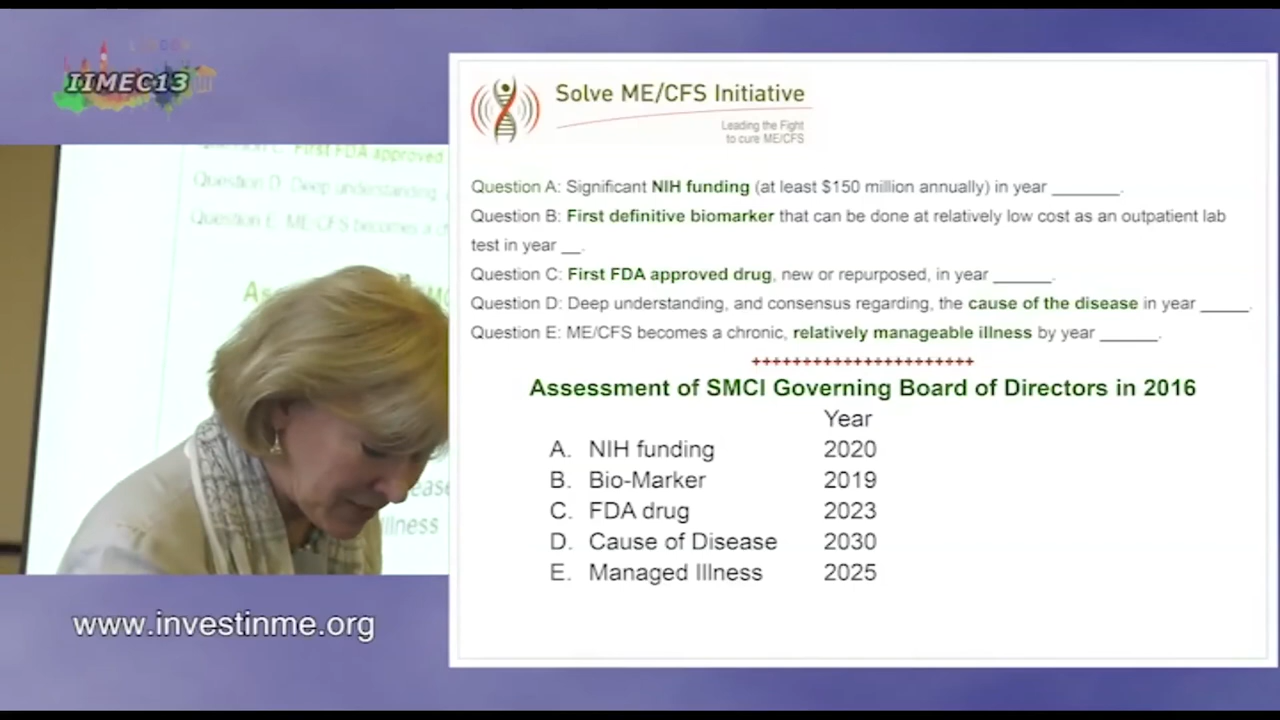 LONDON
IIMEC13
Solve ME/CFS Initiative
Leading the Fight
to cure ME/CFS
Question A: Significant NIH funding (at least $150 million annually) in year _______.
Question B: First definitive biomarker that can be done at relatively low cost as an outpatient lab
test in year __.
Question C: First FDA approved drug, new or repurposed, in year ______.
Question D: Deep understanding, and consensus regarding, the cause of the disease in year _____.
Question E: ME/CFS becomes a chronic, relatively manageable illness by year ______.
++++++++++++++++++++++
Assessment of SMCI Governing Board of Directors in 2016
Year
A. NIH funding 2020
B. Bio-Marker 2019
C. FDA drug 2023
D. Cause of Disease 2030
E. Managed Illness 2025
First FDA approved
Question D: Deep understanding,
Question E: ME/CFS becomes a
Illness
www.investinme.org